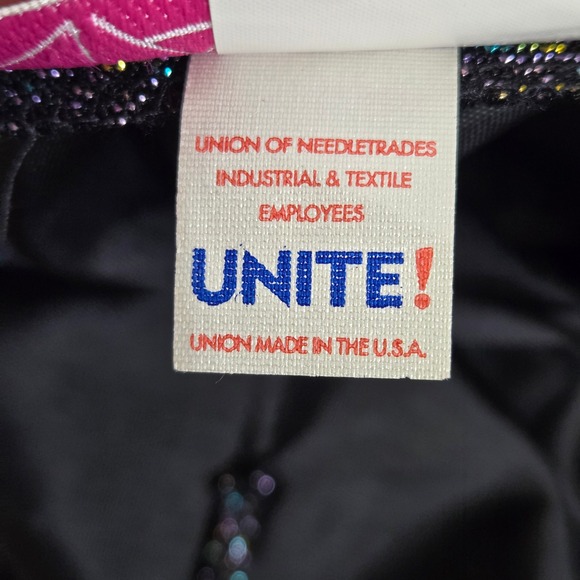 UNION OF NEEDLETRADES
INDUSTRIAL & TEXTILE
EMPLOYEES
UNITE!
UNION MADE IN THE U.S.A.